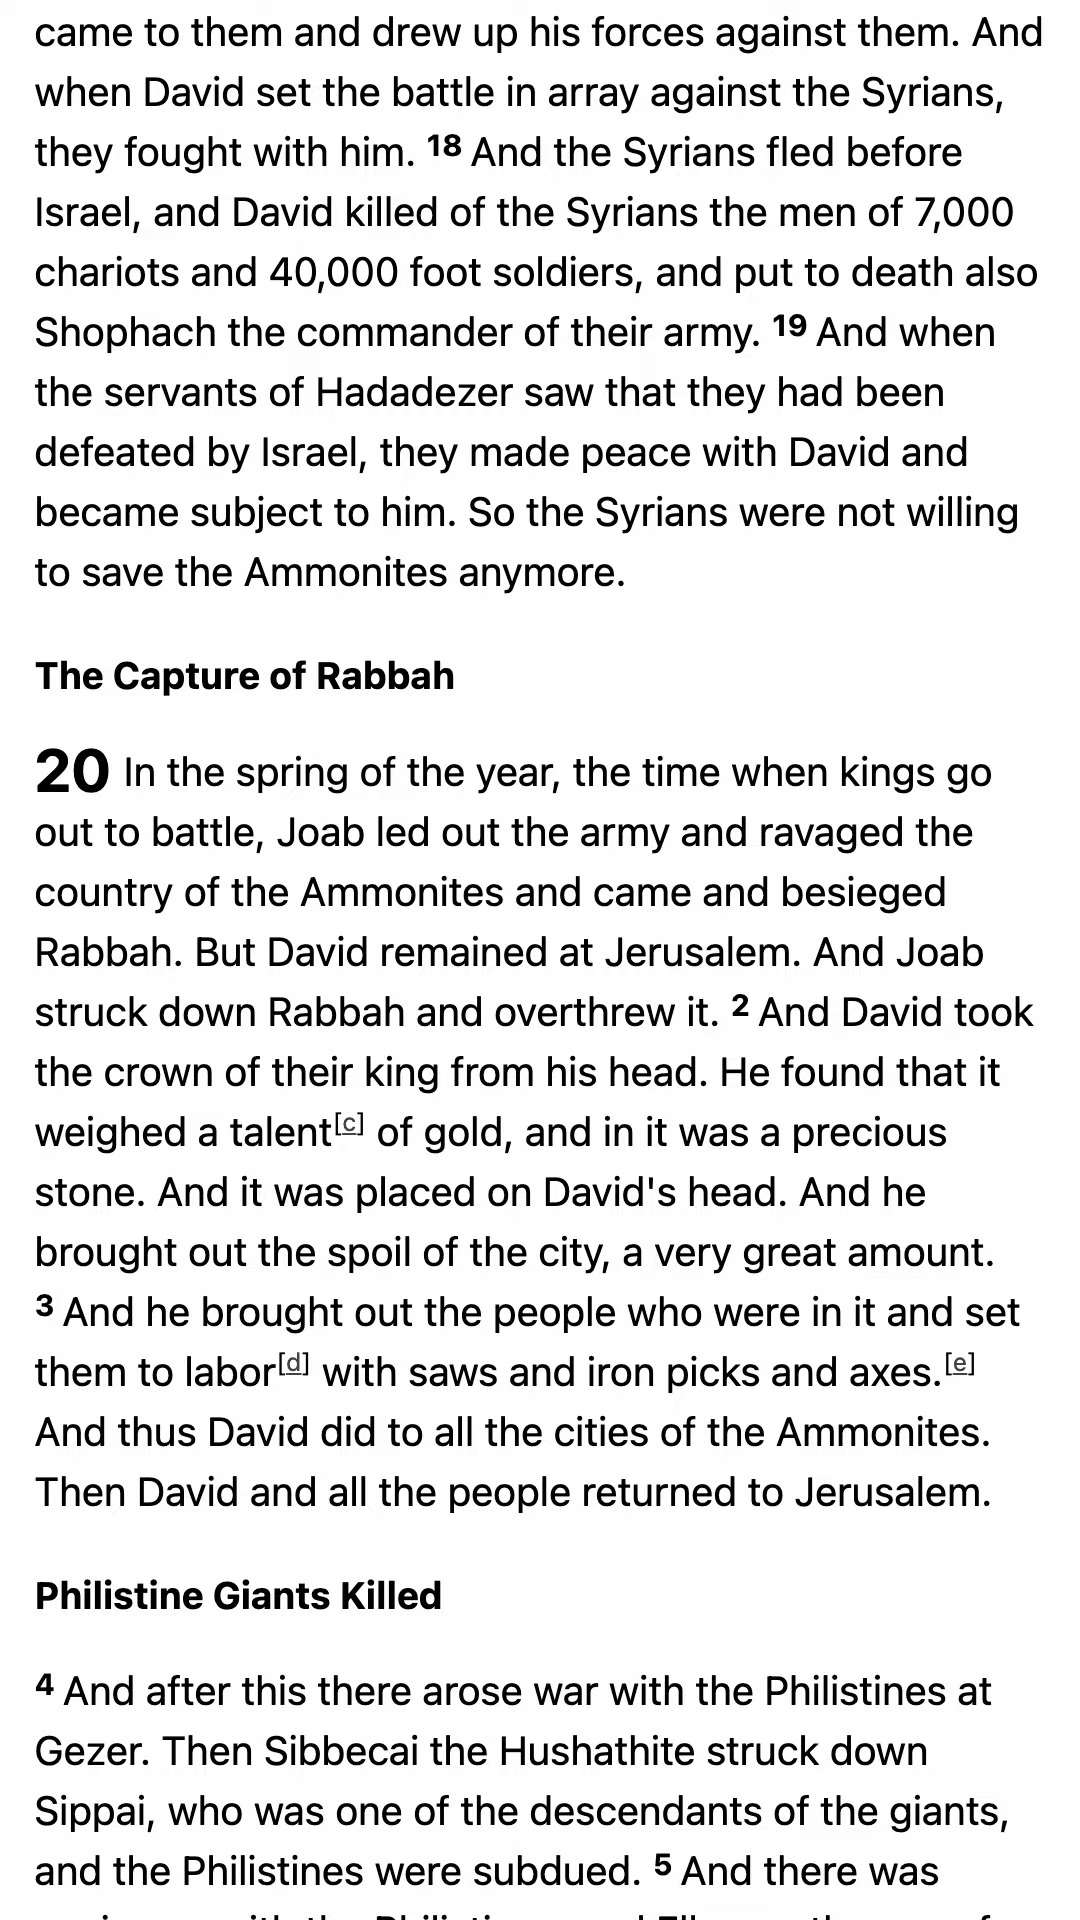 came to them and drew up his forces against them. And
when David set the battle in array against the Syrians,
they fought with him. 18 And the Syrians fled before
Israel, and David killed of the Syrians the men of 7,000
chariots and 40,000 foot soldiers, and put to death also
Shophach the commander of their army. 19 And when
the servants of Hadadezer saw that they had been
defeated by Israel, they made peace with David and
became subject to him. So the Syrians were not willing
to save the Ammonites anymore.
The Capture of Rabbah
20 In the spring of the year, the time when kings go
out to battle, Joab led out the army and ravaged the
country of the Ammonites and came and besieged
Rabbah. But David remained at Jerusalem. And Joab
struck down Rabbah and overthrew it. 2 And David took
the crown of their king from his head. He found that it
weighed a talent[c] of gold, and in it was a precious
stone. And it was placed on David's head. And he
brought out the spoil of the city, a very great amount.
3 And he brought out the people who were in it and set
them to labor[d] with saws and iron picks and axes.[e]
And thus David did to all the cities of the Ammonites.
Then David and all the people returned to Jerusalem.
Philistine Giants Killed
4 And after this there arose war with the Philistines at
Gezer. Then Sibbecai the Hushathite struck down
Sippai, who was one of the descendants of the giants,
and the Philistines were subdued. 5 And there was